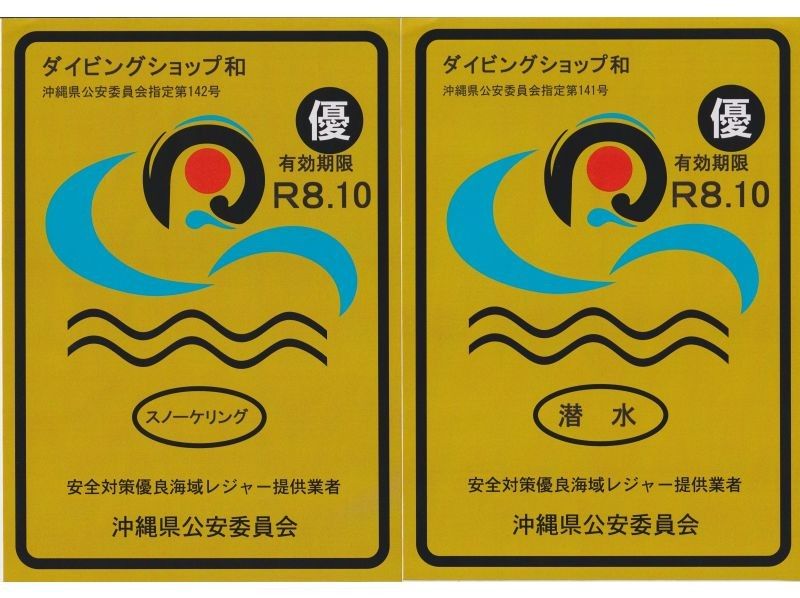 ダイビングショップ和
沖縄県公安委員会指定第142号
優
有効期限
R8.10
スノーケリング
安全対策優良海域レジャー提供業者
沖縄県公安委員会
ダイビングショップ和
沖縄県公安委員会指定第141号
優
有効期限
R8.10
潜 水
安全対策優良海域レジャー提供業者
沖縄県公安委員会